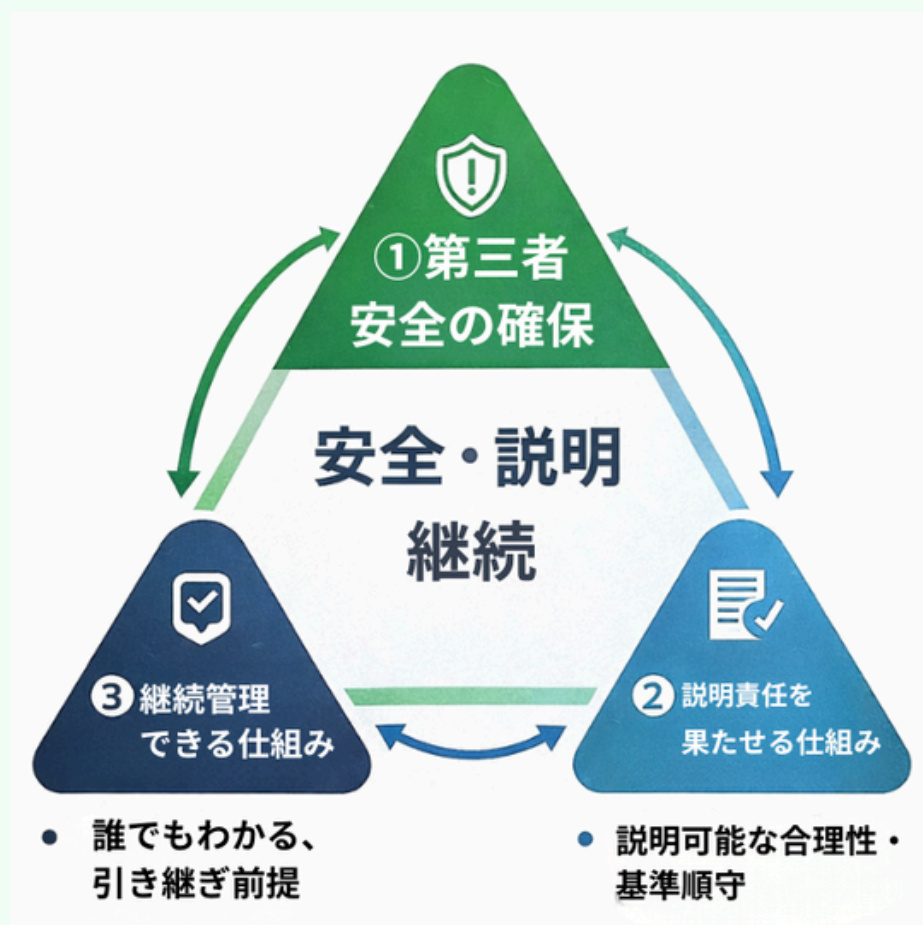 ①第三者
安全の確保
安全・説明
継続
③継続管理
できる仕組み
②説明責任を
果たせる仕組み
• 誰でもわかる、
引き継ぎ前提
• 説明可能な合理性・
基準順守